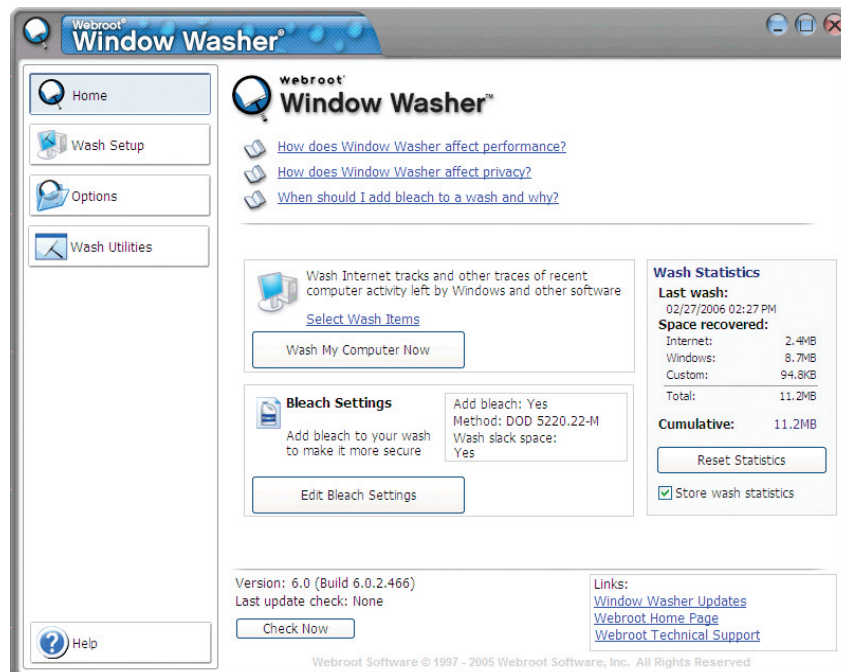 Webroot®
Window Washer®
Home
Wash Setup
Options
Wash Utilities
Help
webroot®
Window Washer™
How does Window Washer affect performance?
How does Window Washer affect privacy?
When should I add bleach to a wash and why?
Wash Internet tracks and other traces of recent
computer activity left by Windows and other software
Select Wash Items
Wash My Computer Now
Bleach Settings
Add bleach to your wash
to make it more secure
Add bleach: Yes
Method: DOD 5220.22-M
Wash slack space:
Yes
Edit Bleach Settings
Wash Statistics
Last wash:
02/27/2006 02:27 PM
Space recovered:
Internet: 2.4MB
Windows: 8.7MB
Custom: 94.8KB
Total: 11.2MB
Cumulative: 11.2MB
Reset Statistics
Store wash statistics
Version: 6.0 (Build 6.0.2.466)
Last update check: None
Check Now
Links:
Window Washer Updates
Webroot Home Page
Webroot Technical Support
Webroot Software © 1997 - 2005 Webroot Software, Inc. All Rights Reserved